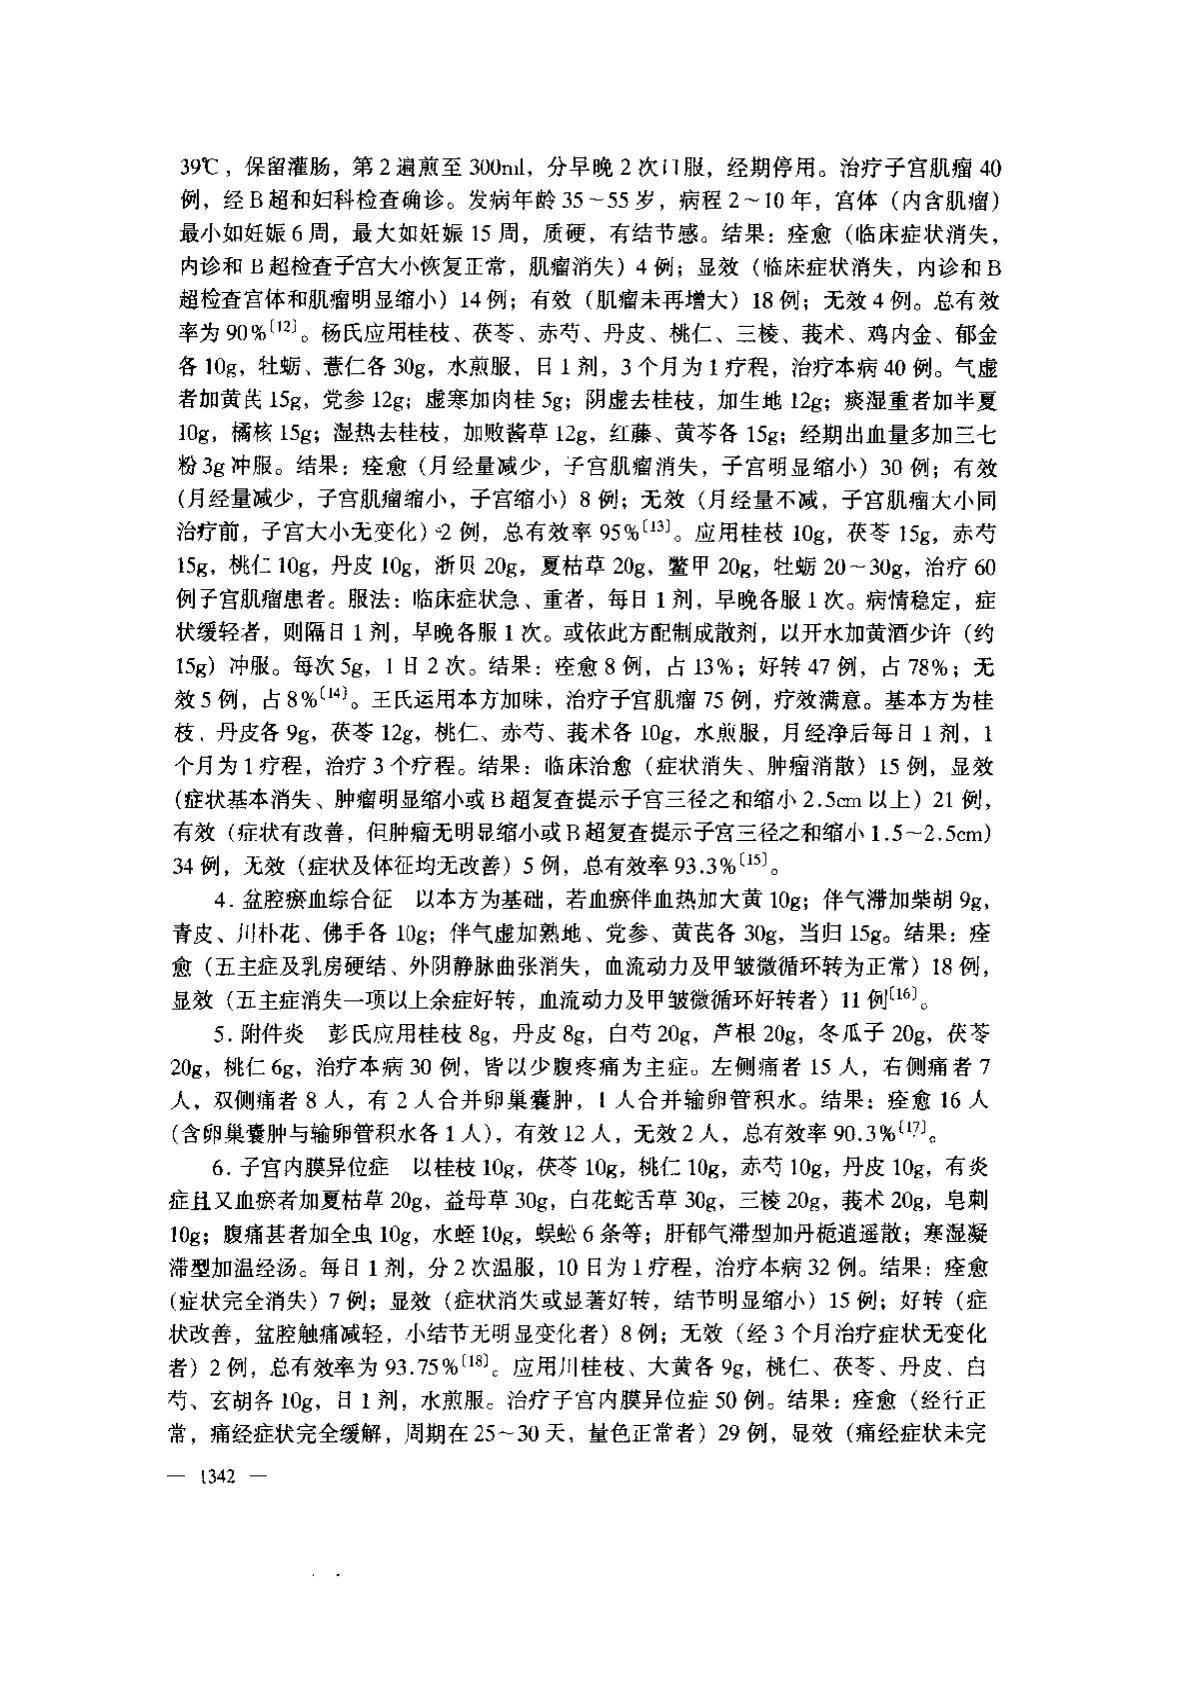 39℃，保留灌肠，第2遍煎至300ml，分早晚2次口服，经期停用。治疗子宫肌瘤40
例，经B超和妇科检查确诊。发病年龄35~55岁，病程2~10年，宫体（内含肌瘤）
最小如妊娠6周，最大如妊娠15周，质硬，有结节感。结果：痊愈（临床症状消失，
内诊和B超检查子宫大小恢复正常，肌瘤消失）4例；显效（临床症状消失，内诊和B
超检查宫体和肌瘤明显缩小）14例；有效（肌瘤未再增大）18例；无效4例。总有效
率为90%〔12〕。杨氏应用桂枝、茯苓、赤芍、丹皮、桃仁、三棱、莪术、鸡内金、郁金
各10g，牡蛎、薏仁各30g，水煎服，日1剂，3个月为1疗程，治疗本病40例。气虚
者加黄芪15g，党参12g；虚寒加肉桂5g；阴虚去桂枝，加生地12g；痰湿重者加半夏
10g，橘核15g；湿热去桂枝，加败酱草12g，红藤、黄芩各15g；经期出血量多加三七
粉3g冲服。结果：痊愈（月经量减少，子宫肌瘤消失，子宫明显缩小）30例；有效
（月经量减少，子宫肌瘤缩小，子宫缩小）8例；无效（月经量不减，子宫肌瘤大小同
治疗前，子宫大小无变化）2例，总有效率95%〔13〕。应用桂枝10g，茯苓15g，赤芍
15g，桃仁10g，丹皮10g，浙贝20g，夏枯草20g，鳖甲20g，牡蛎20~30g，治疗60
例子宫肌瘤患者。服法：临床症状急、重者，每日1剂，早晚各服1次。病情稳定，症
状缓轻者，则隔日1剂，早晚各服1次。或依此方配制成散剂，以开水加黄酒少许（约
15g）冲服。每次5g，1日2次。结果：痊愈8例，占13%；好转47例，占78%；无
效5例，占8%〔14〕。王氏运用本方加味，治疗子宫肌瘤75例，疗效满意。基本方为桂
枝、丹皮各9g，茯苓12g，桃仁、赤芍、莪术各10g，水煎服，月经净后每日1剂，1
个月为1疗程，治疗3个疗程。结果：临床治愈（症状消失、肿瘤消散）15例，显效
（症状基本消失、肿瘤明显缩小或B超复查提示子宫三径之和缩小2.5cm以上）21例，
有效（症状有改善，但肿瘤无明显缩小或B超复查提示子宫三径之和缩小1.5~2.5cm）
34例，无效（症状及体征均无改善）5例，总有效率93.3%〔15〕。
4. 盆腔瘀血综合征　以本方为基础，若血瘀伴血热加大黄10g；伴气滞加柴胡9g，
青皮、川朴花、佛手各10g；伴气虚加熟地、党参、黄芪各30g，当归15g。结果：痊
愈（五主症及乳房硬结、外阴静脉曲张消失，血流动力及甲皱微循环转为正常）18例，
显效（五主症消失一项以上余症好转，血流动力及甲皱微循环好转者）11例〔16〕。
5. 附件炎　彭氏应用桂枝8g，丹皮8g，白芍20g，芦根20g，冬瓜子20g，茯苓
20g，桃仁6g，治疗本病30例，皆以少腹疼痛为主症。左侧痛者15人，右侧痛者7
人，双侧痛者8人，有2人合并卵巢囊肿，1人合并输卵管积水。结果：痊愈16人
（含卵巢囊肿与输卵管积水各1人），有效12人，无效2人，总有效率90.3%〔17〕。
6. 子宫内膜异位症　以桂枝10g，茯苓10g，桃仁10g，赤芍10g，丹皮10g，有炎
症且又血瘀者加夏枯草20g，益母草30g，白花蛇舌草30g，三棱20g，莪术20g，皂刺
10g；腹痛甚者加全虫10g，水蛭10g，蜈蚣6条等；肝郁气滞型加丹栀逍遥散；寒湿凝
滞型加温经汤。每日1剂，分2次温服，10日为1疗程，治疗本病32例。结果：痊愈
（症状完全消失）7例；显效（症状消失或显著好转，结节明显缩小）15例；好转（症
状改善，盆腔触痛减轻，小结节无明显变化者）8例；无效（经3个月治疗症状无变化
者）2例，总有效率为93.75%〔18〕。应用川桂枝、大黄各9g，桃仁、茯苓、丹皮、白
芍、玄胡各10g，日1剂，水煎服。治疗子宫内膜异位症50例。结果：痊愈（经行正
常，痛经症状完全缓解，周期在25~30天，量色正常者）29例，显效（痛经症状未完
— 1342 —